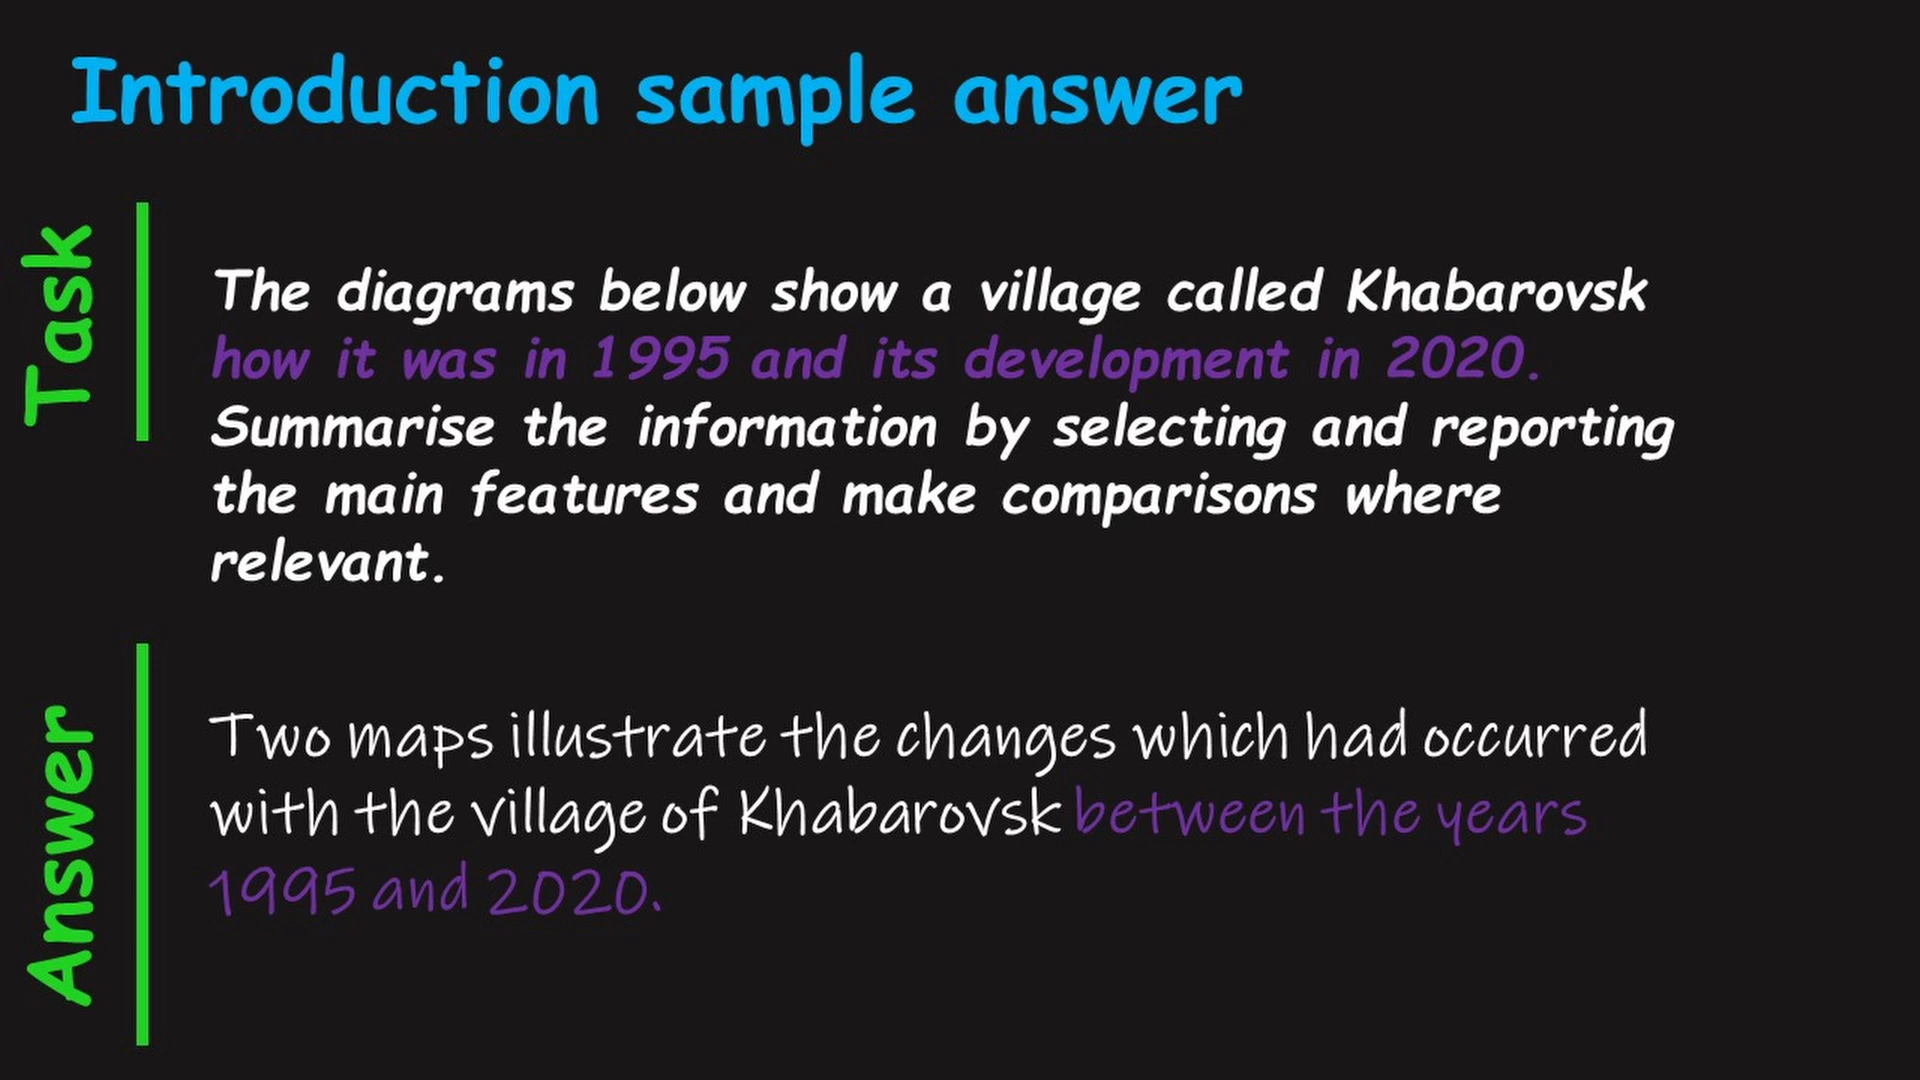 Introduction sample answer
Task
The diagrams below show a village called Khabarovsk
how it was in 1995 and its development in 2020.
Summarise the information by selecting and reporting
the main features and make comparisons where
relevant.
Answer
Two maps illustrate the changes which had occurred
with the village of Khabarovsk between the years
1995 and 2020.